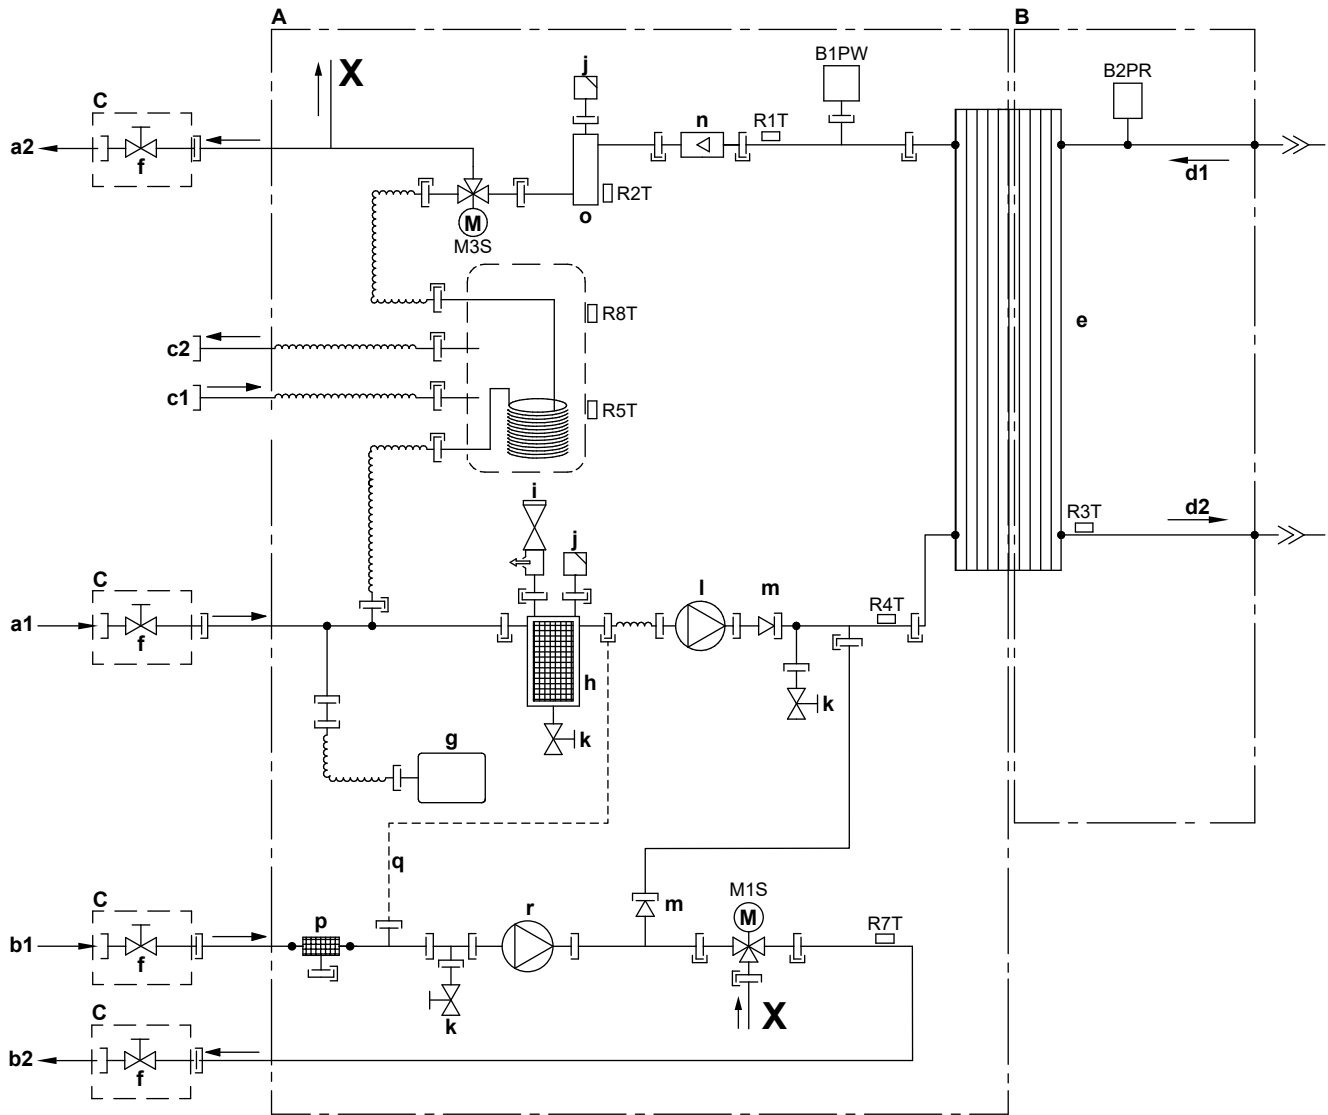 A
B
B1PW
B2PR
X
j
C
n
R1T
a2
f
d1
R2T
o
M
M3S
R8T
e
c2
c1
R5T
i
d2
R3T
j
C
l
m
R4T
a1
f
h
k
k
g
q
C
p
r
m
M1S
M
R7T
b1
f
k
X
C
b2
f